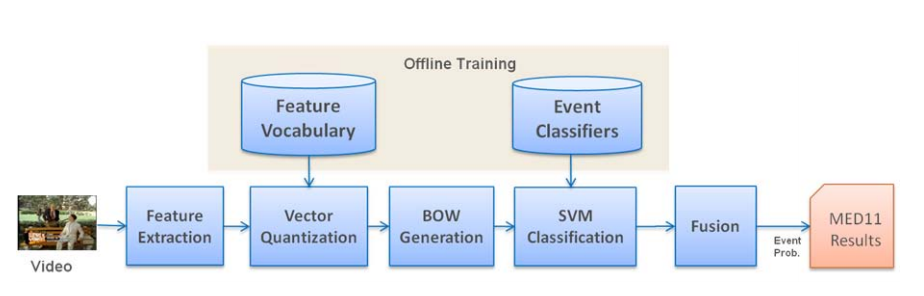 Offline Training
Feature
Vocabulary
Event
Classifiers
Feature
Extraction
Vector
Quantization
BOW
Generation
SVM
Classification
Fusion
Event
Prob.
MED11
Results
Video